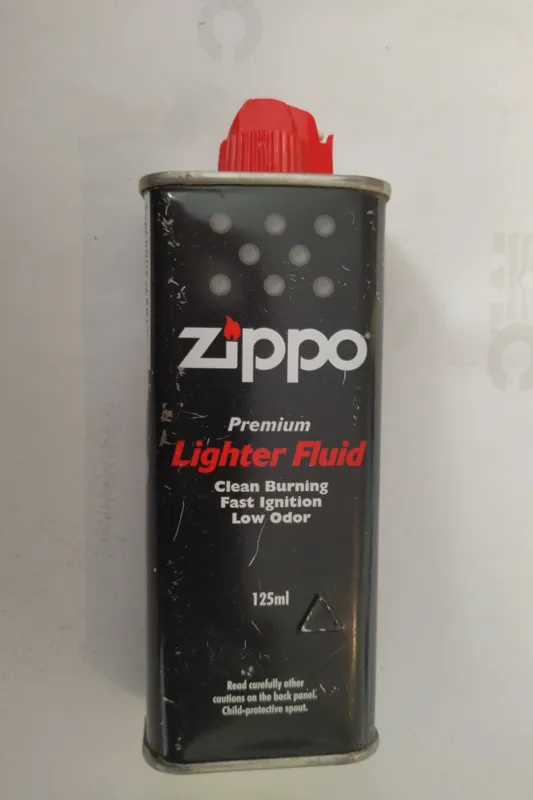 zippo
Premium
Lighter Fluid
Clean Burning
Fast Ignition
Low Odor
125ml
Read carefully other
cautions on the back panel.
Child-protective spout.